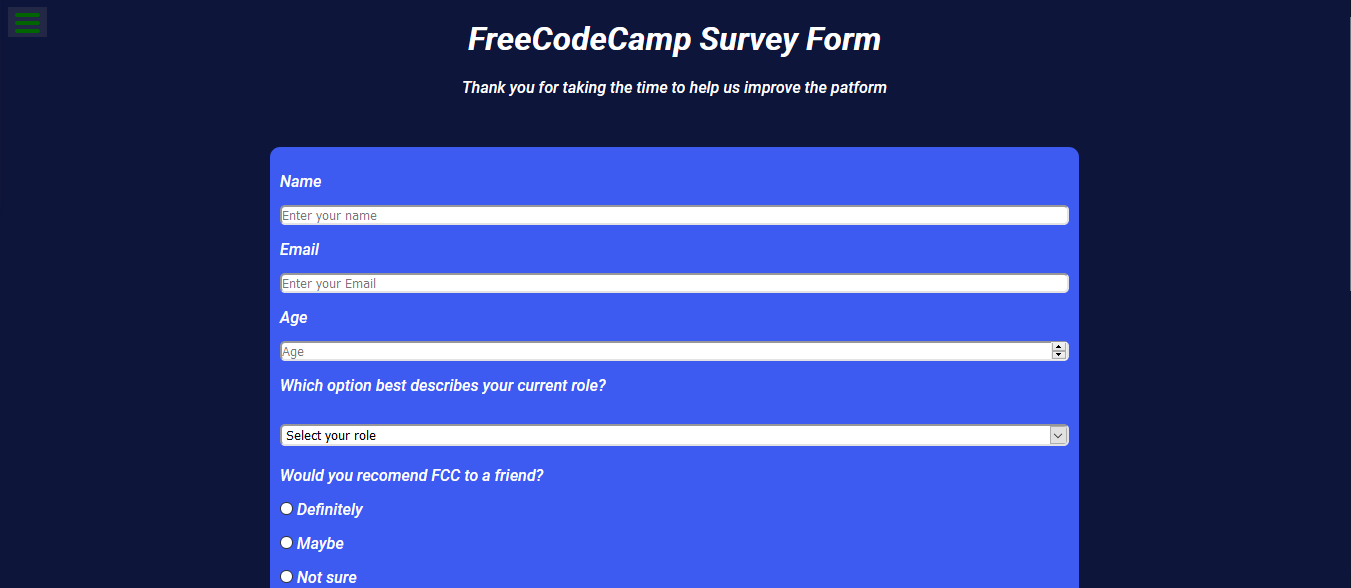 FreeCodeCamp Survey Form
Thank you for taking the time to help us improve the patform
Name
Enter your name
Email
Enter your Email
Age
Age
Which option best describes your current role?
Select your role
Would you recomend FCC to a friend?
Definitely
Maybe
Not sure